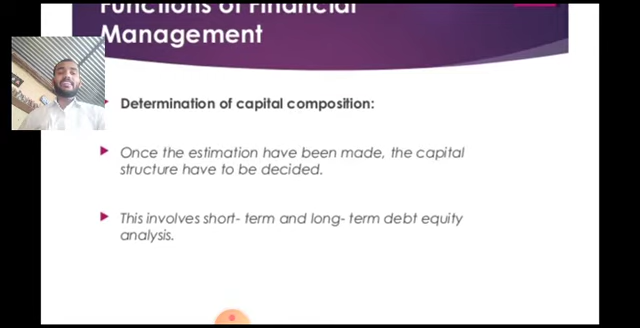 Functions of Financial
Management
Determination of capital composition:
Once the estimation have been made, the capital
structure have to be decided.
This involves short- term and long- term debt equity
analysis.